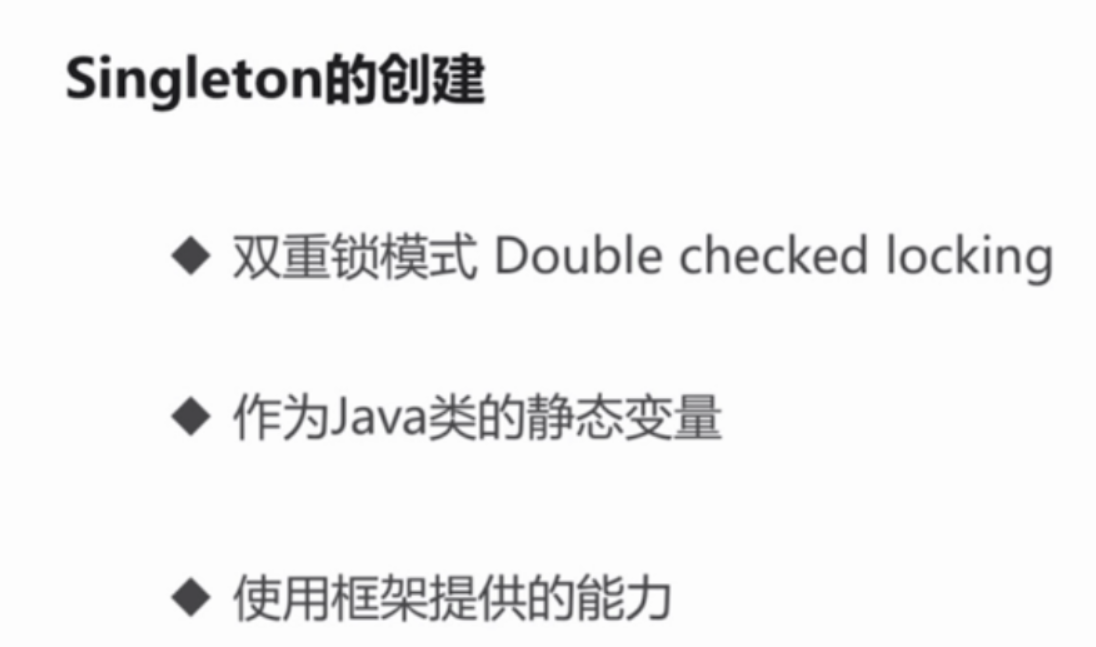 Singleton的创建
◆ 双重锁模式 Double checked locking
◆ 作为Java类的静态变量
◆ 使用框架提供的能力